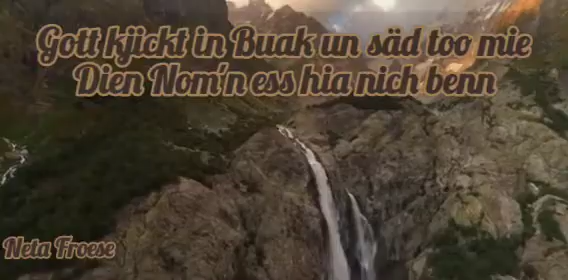 Gott kjickt in Buak un säd too mie
Dien Nom'n ess hia nich benn
Neta Froese